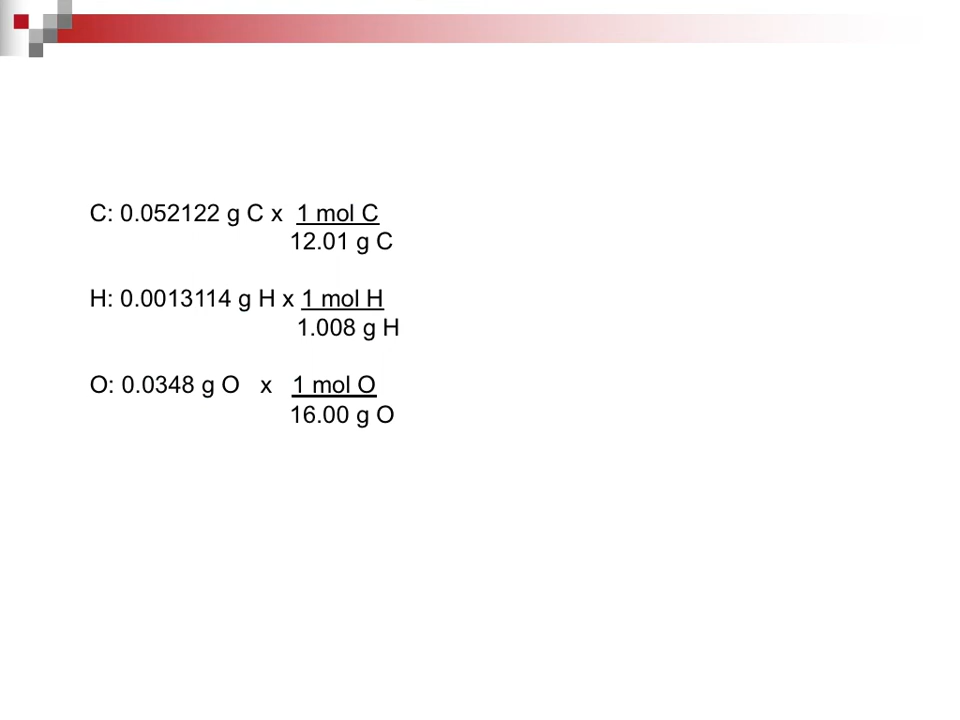 C: 0.052122 g C x 1 mol C
12.01 g C
H: 0.0013114 g H x 1 mol H
1.008 g H
O: 0.0348 g O x 1 mol O
16.00 g O